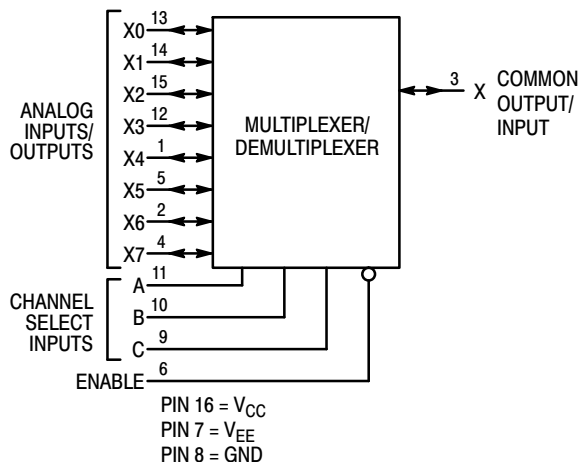 X0 13
X1 14
X2 15
X3 12
X4 1
X5 5
X6 2
X7 4
ANALOG
INPUTS/
OUTPUTS
MULTIPLEXER/
DEMULTIPLEXER
3
X
COMMON
OUTPUT/
INPUT
CHANNEL
SELECT
INPUTS
A 11
B 10
C 9
ENABLE 6
PIN 16 = VCC
PIN 7 = VEE
PIN 8 = GND